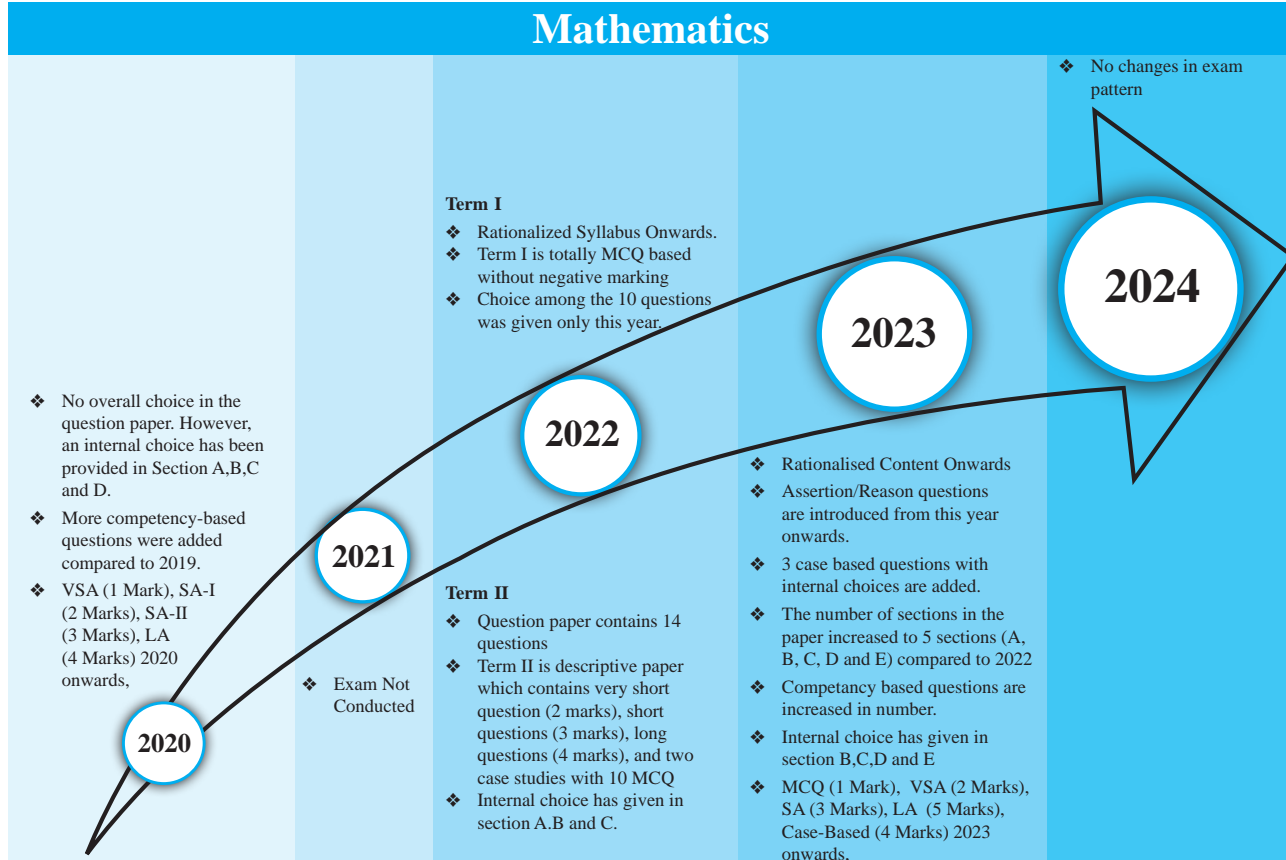 Mathematics
❖ No overall choice in the
question paper. However,
an internal choice has been
provided in Section A,B,C
and D.
❖ More competency-based
questions were added
compared to 2019.
❖ VSA (1 Mark), SA-I
(2 Marks), SA-II
(3 Marks), LA
(4 Marks) 2020
onwards,
2020
2021
❖ Exam Not
Conducted
Term I
❖ Rationalized Syllabus Onwards.
❖ Term I is totally MCQ based
without negative marking
❖ Choice among the 10 questions
was given only this year.
2022
Term II
❖ Question paper contains 14
questions
❖ Term II is descriptive paper
which contains very short
question (2 marks), short
questions (3 marks), long
questions (4 marks), and two
case studies with 10 MCQ
❖ Internal choice has given in
section A.B and C.
2023
❖ Rationalised Content Onwards
❖ Assertion/Reason questions
are introduced from this year
onwards.
❖ 3 case based questions with
internal choices are added.
❖ The number of sections in the
paper increased to 5 sections (A,
B, C, D and E) compared to 2022
❖ Competancy based questions are
increased in number.
❖ Internal choice has given in
section B,C,D and E
❖ MCQ (1 Mark), VSA (2 Marks),
SA (3 Marks), LA (5 Marks),
Case-Based (4 Marks) 2023
onwards,
❖ No changes in exam
pattern
2024